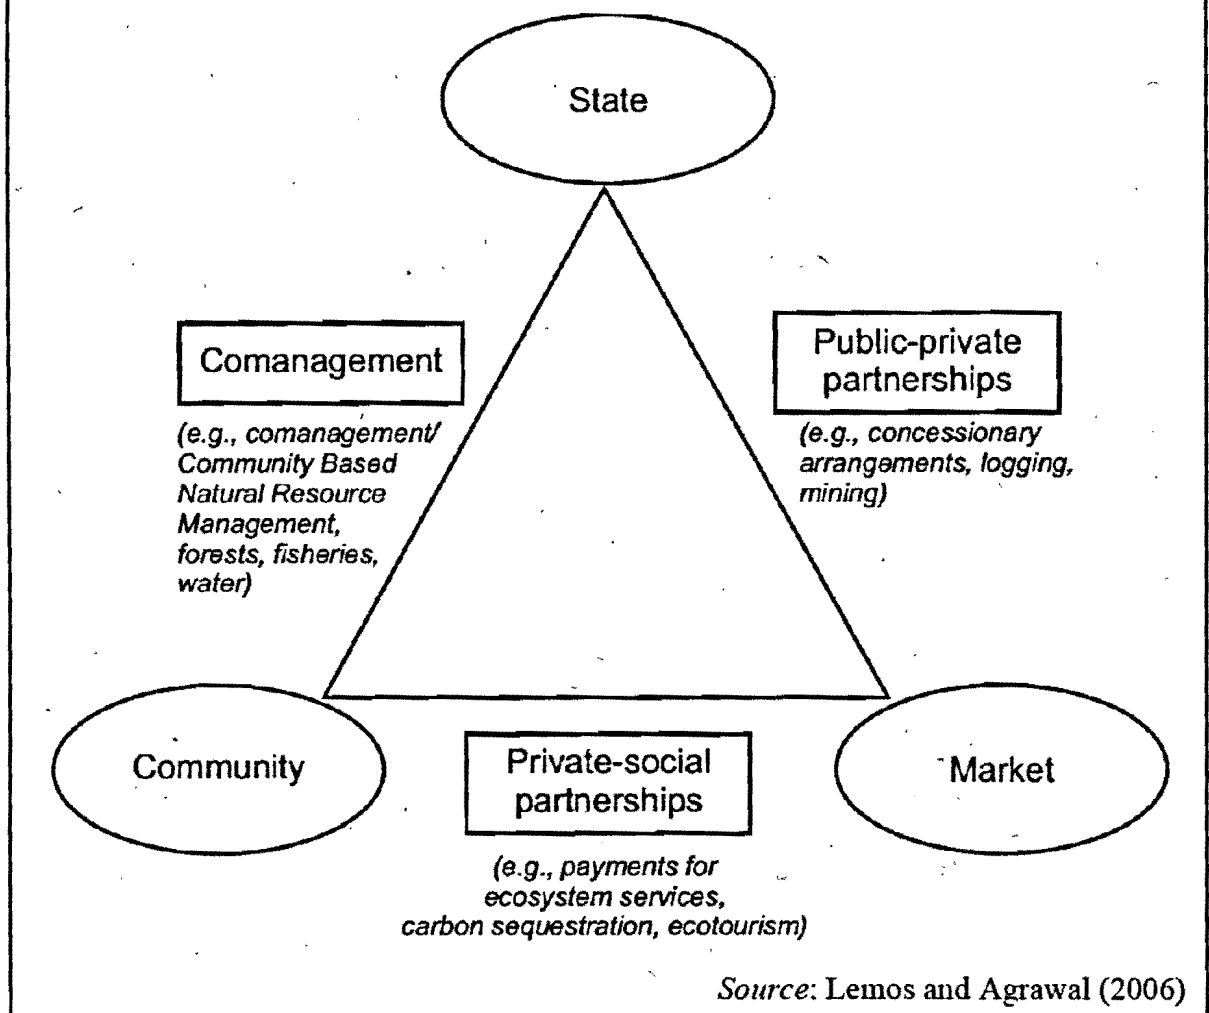 State
Comanagement
(e.g., comanagement/
Community Based
Natural Resource
Management,
forests, fisheries,
water)
Public-private
partnerships
(e.g., concessionary
arrangements, logging,
mining)
Community
Private-social
partnerships
(e.g., payments for
ecosystem services,
carbon sequestration, ecotourism)
Market
Source: Lemos and Agrawal (2006)